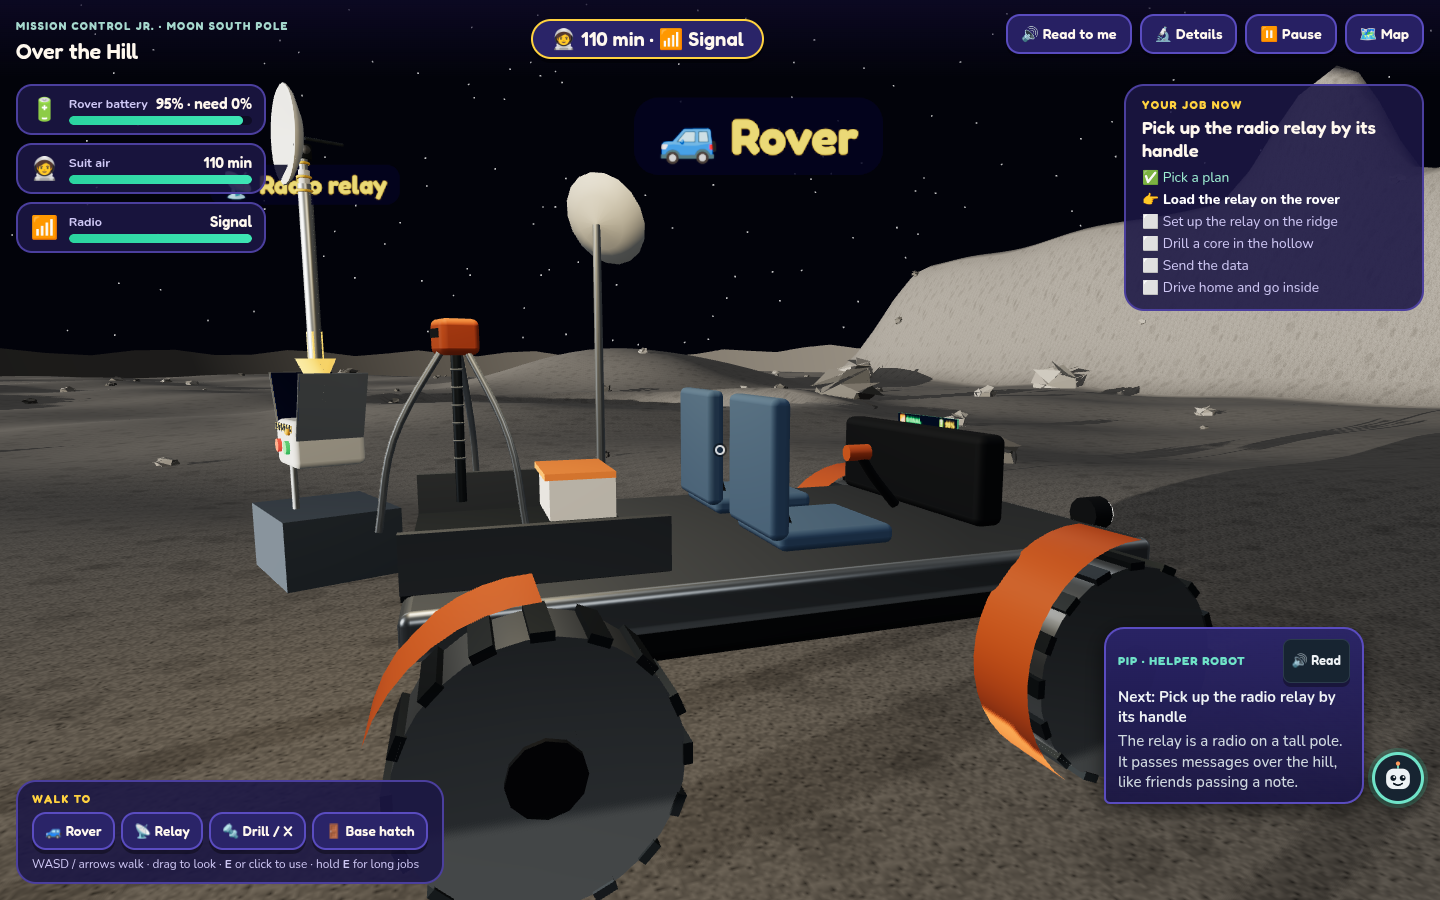 MISSION CONTROL JR. · MOON SOUTH POLE
Over the Hill
110 min · Signal
Read to me
Details
Pause
Map
Rover battery 95% · need 0%
Suit air 110 min
Radio Signal
Radio relay
Rover
YOUR JOB NOW
Pick up the radio relay by its
handle
Pick a plan
Load the relay on the rover
Set up the relay on the ridge
Drill a core in the hollow
Send the data
Drive home and go inside
PIP · HELPER ROBOT
Read
Next: Pick up the radio relay by
its handle
The relay is a radio on a tall pole.
It passes messages over the hill,
like friends passing a note.
WALK TO
Rover
Relay
Drill / X
Base hatch
WASD / arrows walk · drag to look · E or click to use · hold E for long jobs